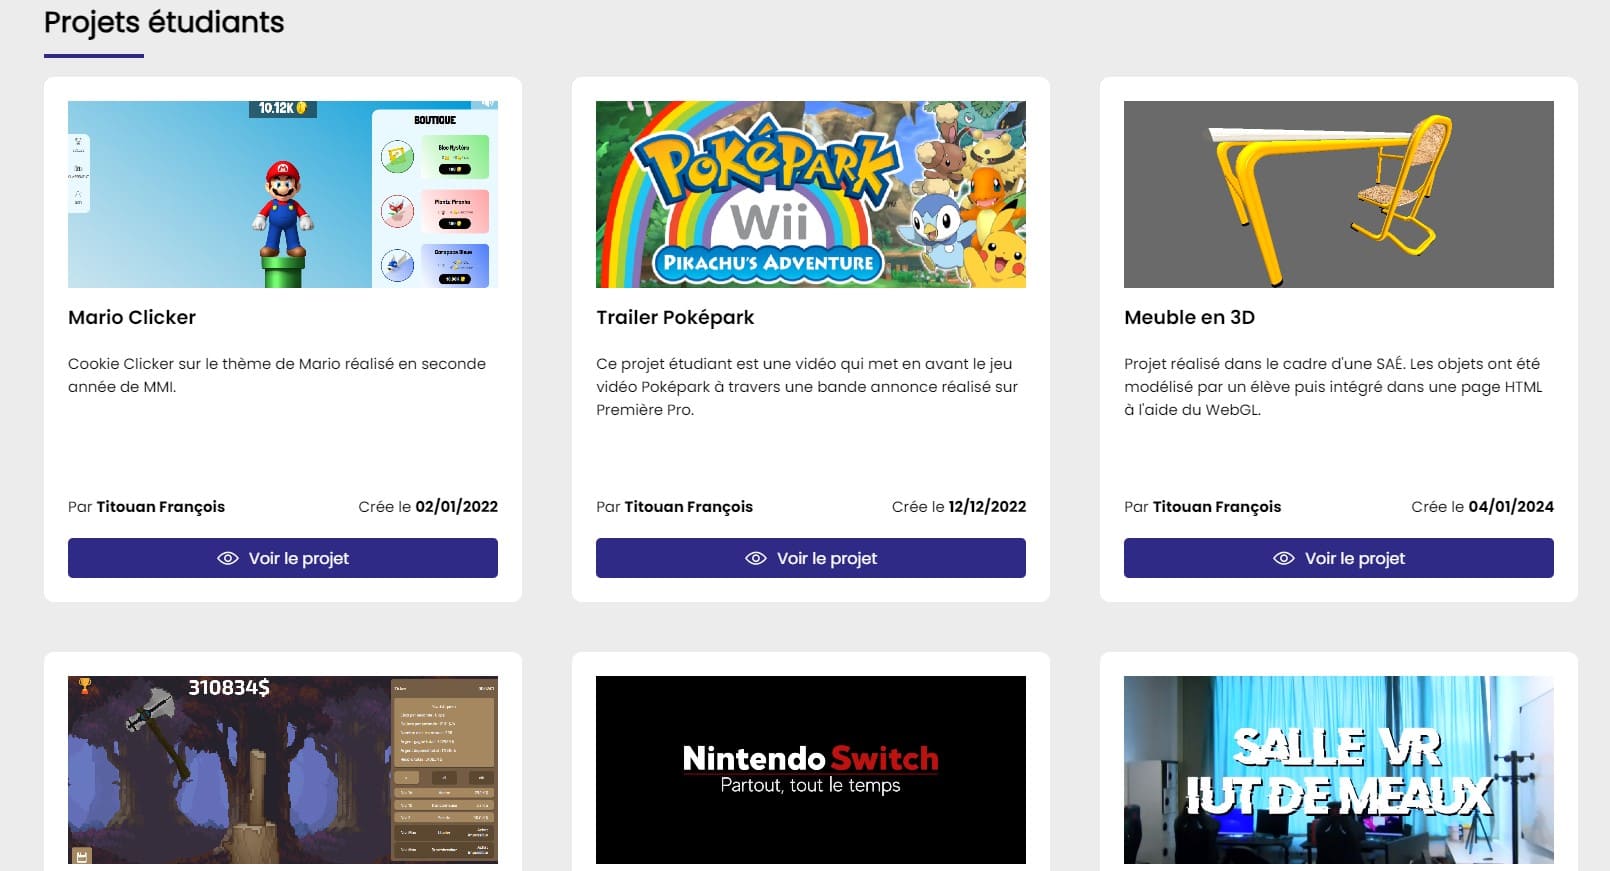 Projets étudiants
10.12K
BOUTIQUE
Bloc Mystère
Plante Piranha
Carapace Bleue
POKÉPARK
Wii
PIKACHU'S ADVENTURE
Mario Clicker
Trailer Poképark
Meuble en 3D
Cookie Clicker sur le thème de Mario réalisé en seconde
année de MMI.
Ce projet étudiant est une vidéo qui met en avant le jeu
vidéo Poképark à travers une bande annonce réalisé sur
Première Pro.
Projet réalisé dans le cadre d'une SAÉ. Les objets ont été
modélisé par un élève puis intégré dans une page HTML
à l'aide du WebGL.
Par Titouan François
Crée le 02/01/2022
Par Titouan François
Crée le 12/12/2022
Par Titouan François
Crée le 04/01/2024
Voir le projet
Voir le projet
Voir le projet
310834$
Nintendo Switch
Partout, tout le temps
SALLE VR
IUT DE MEAUX